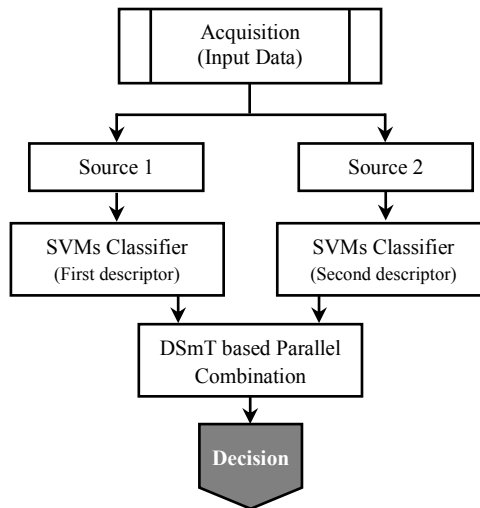 Acquisition
(Input Data)
Source 1
Source 2
SVMs Classifier
(First descriptor)
SVMs Classifier
(Second descriptor)
DSmT based Parallel
Combination
Decision